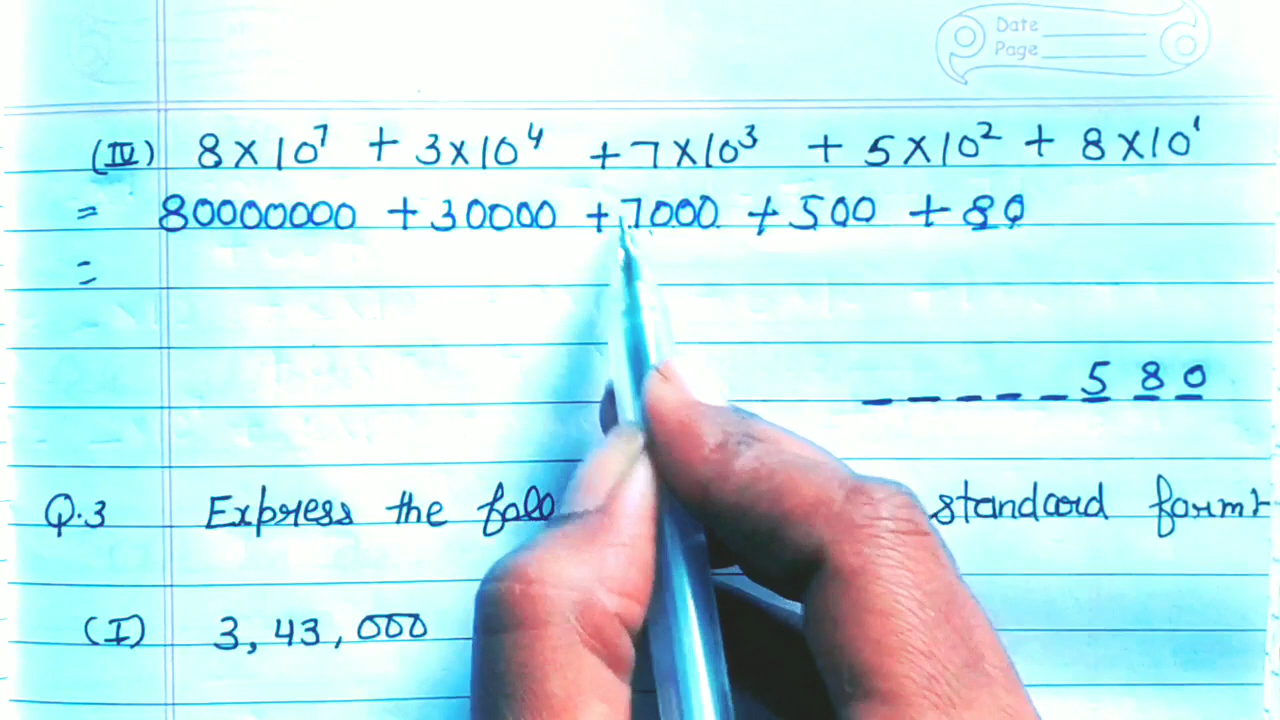 Date
Page
(IV) 8×10⁷ + 3×10⁴ + 7×10³ + 5×10² + 8×10¹
= 80000000 + 30000 + 7000 + 500 + 80
=
_ _ _ _ _ 5 8 0
Q.3 Express the standard form:
(I) 3,43,000